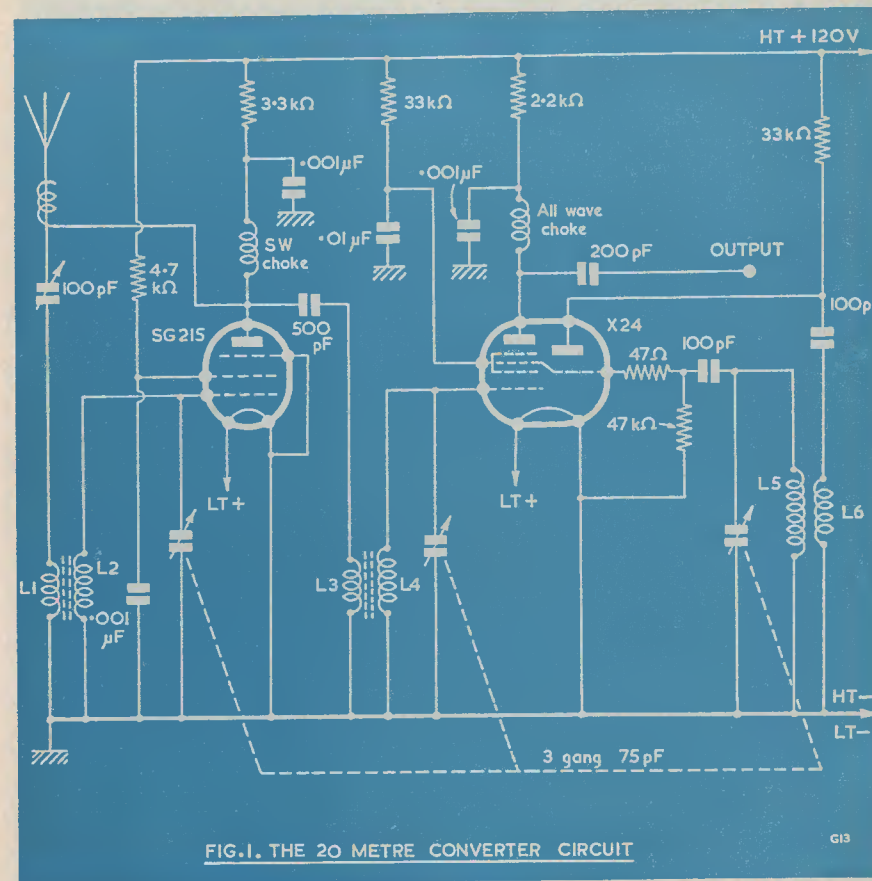 HT + 120V
3·3kΩ
33kΩ
2·2kΩ
33kΩ
·001μF
·001μF
·01μF
SW
choke
All wave
choke
200pF
OUTPUT
100pF
4·7
kΩ
SG215
500
pF
X24
100pF
100p
47Ω
47kΩ
LT+
LT+
L1
L2
·001
μF
L3
L4
L5
L6
HT—
LT—
3 gang 75pF
FIG.1. THE 20 METRE CONVERTER CIRCUIT
G13